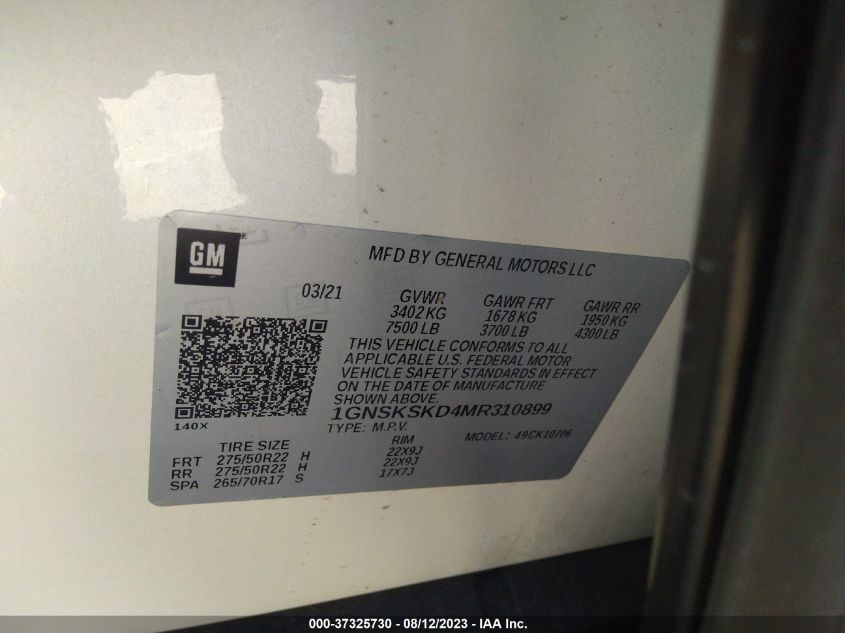 GM
MFD BY GENERAL MOTORS LLC
03/21
GVWR GAWR FRT GAWR RR
3402 KG 1678 KG 1950 KG
7500 LB 3700 LB 4300 LB
THIS VEHICLE CONFORMS TO ALL
APPLICABLE U.S. FEDERAL MOTOR
VEHICLE SAFETY STANDARDS IN EFFECT
ON THE DATE OF MANUFACTURE
SHOWN ABOVE.
1GNSKSKD4MR310899
140X
TYPE: M.P.V. MODEL: 49CK10706
TIRE SIZE RIM
FRT 275/50R22 H 22X9J
RR 275/50R22 H 22X9J
SPA 265/70R17 S 17X7J
000-37325730 - 08/12/2023 - IAA Inc.